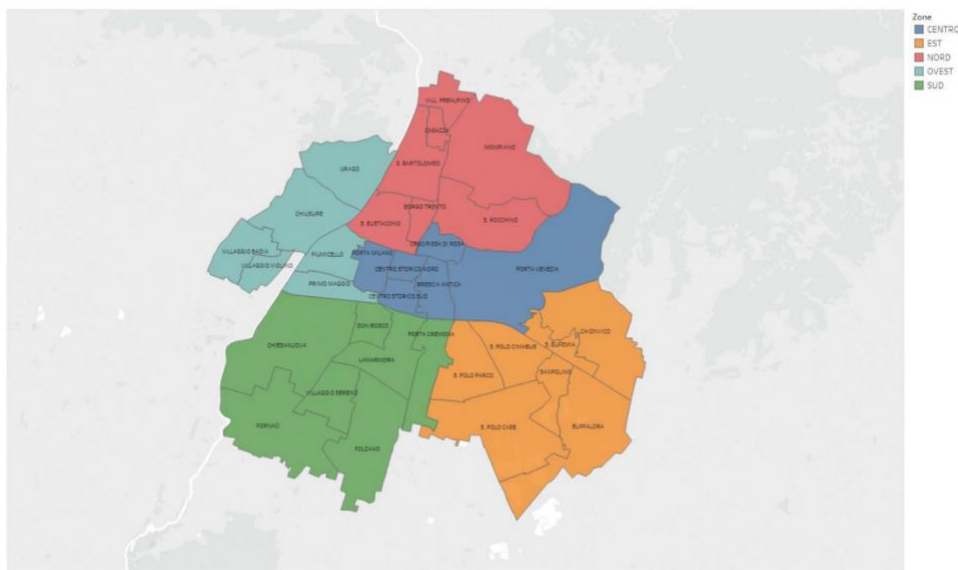 Zone
CENTRO
EST
NORD
OVEST
SUD
VILL. PREALPINO
CASAZZA
MOMPIANO
S. BARTOLOMEO
URAGO
BORGO TRENTO
CHIUSURE
S. EUSTACCHIO
S. ROCCHINO
CROCIFISSA DI ROSA
VILLAGGIO BADIA
FIUMICELLO
PORTA MILANO
VILLAGGIO VIOLINO
CENTRO STORICO NORD
PORTA VENEZIA
PRIMO MAGGIO
BRESCIA ANTICA
CENTRO STORICO SUD
DON BOSCO
PORTA CREMONA
CAIONVICO
CHIESANUOVA
S. POLO CIMABUE
S. EUFEMIA
LAMARMORA
S. POLO PARCO
SANPOLINO
VILLAGGIO SERENO
FORNACI
S. POLO CASE
BUFFALORA
FOLZANO